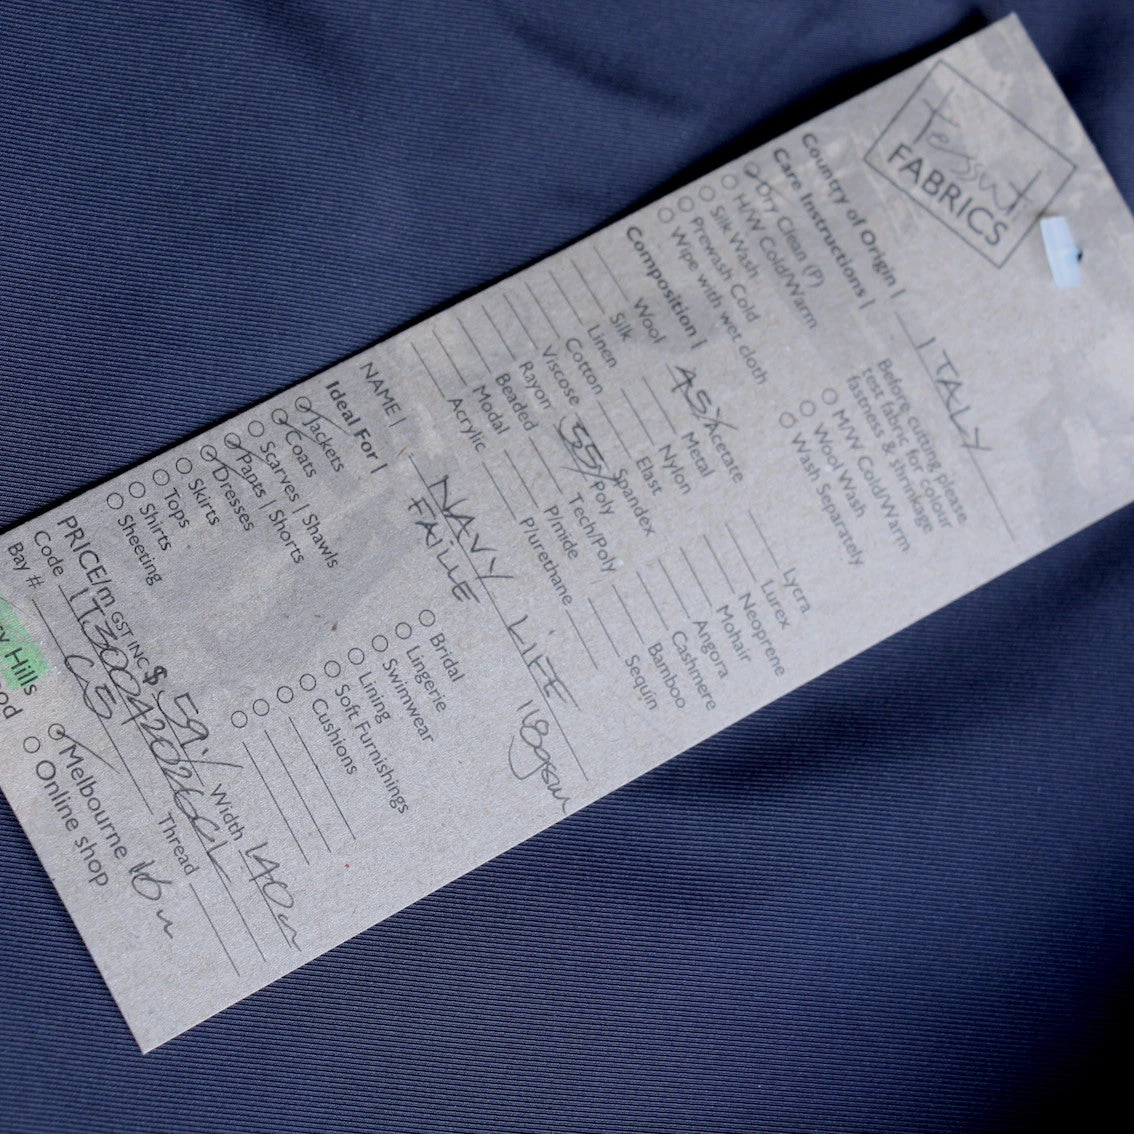 tessuti
FABRICS
Country of Origin | ITALY
Care Instructions |
Before cutting please
test fabric for colour
fastness & shrinkage
Dry Clean (P)
H/W Cold/Warm
Silk Wash
Prewash Cold
Wipe with wet cloth
M/W Cold/Warm
Wool Wash
Wash Separately
Composition |
Wool 45% Acetate Lyera
Silk Metal Lurex
Linen Nylon Neoprene
Cotton Elast Mohair
Viscose Spandex Angora
Rayon 55% Poly Cashmere
Beaded Tech/Poly Bamboo
Modal P/mide Sequin
Acrylic P/urethane
NAME | NAVY LIFE
FAILLE 118gsm
Ideal For |
Jackets Bridal
Coats Lingerie
Scarves | Shawls Swimwear
Pants | Shorts Lining
Dresses Soft Furnishings
Skirts Cushions
Tops
Shirts
Sheeting
PRICE/m GST INC $ 59./ Width 140cm
Code
Bay # Thread
Hills Melbourne 16m
Online shop